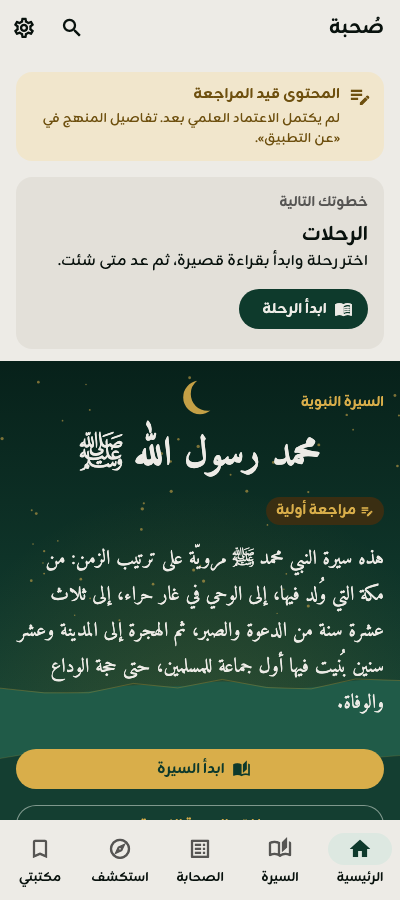 صُحبة
المحتوى قيد المراجعة
لم يكتمل الاعتماد العلمي بعد. تفاصيل المنهج في
«عن التطبيق».
خطوتك التالية
الرحلات
اختر رحلة وابدأ بقراءة قصيرة، ثم عد متى شئت.
ابدأ الرحلة
السيرة النبوية
محمد رسول الله ﷺ
مراجعة أولية
هذه سيرة النبي محمد ﷺ مرويّة على ترتيب الزمن: من
مكة التي وُلد فيها، إلى الوحي في غار حراء، إلى ثلاث
عشرة سنة من الدعوة والصبر، ثم الهجرة إلى المدينة وعشر
سنين بُنيت فيها أول جماعة للمسلمين، حتى حجة الوداع
والوفاة.
ابدأ السيرة
الرئيسية
السيرة
الصحابة
استكشف
مكتبتي